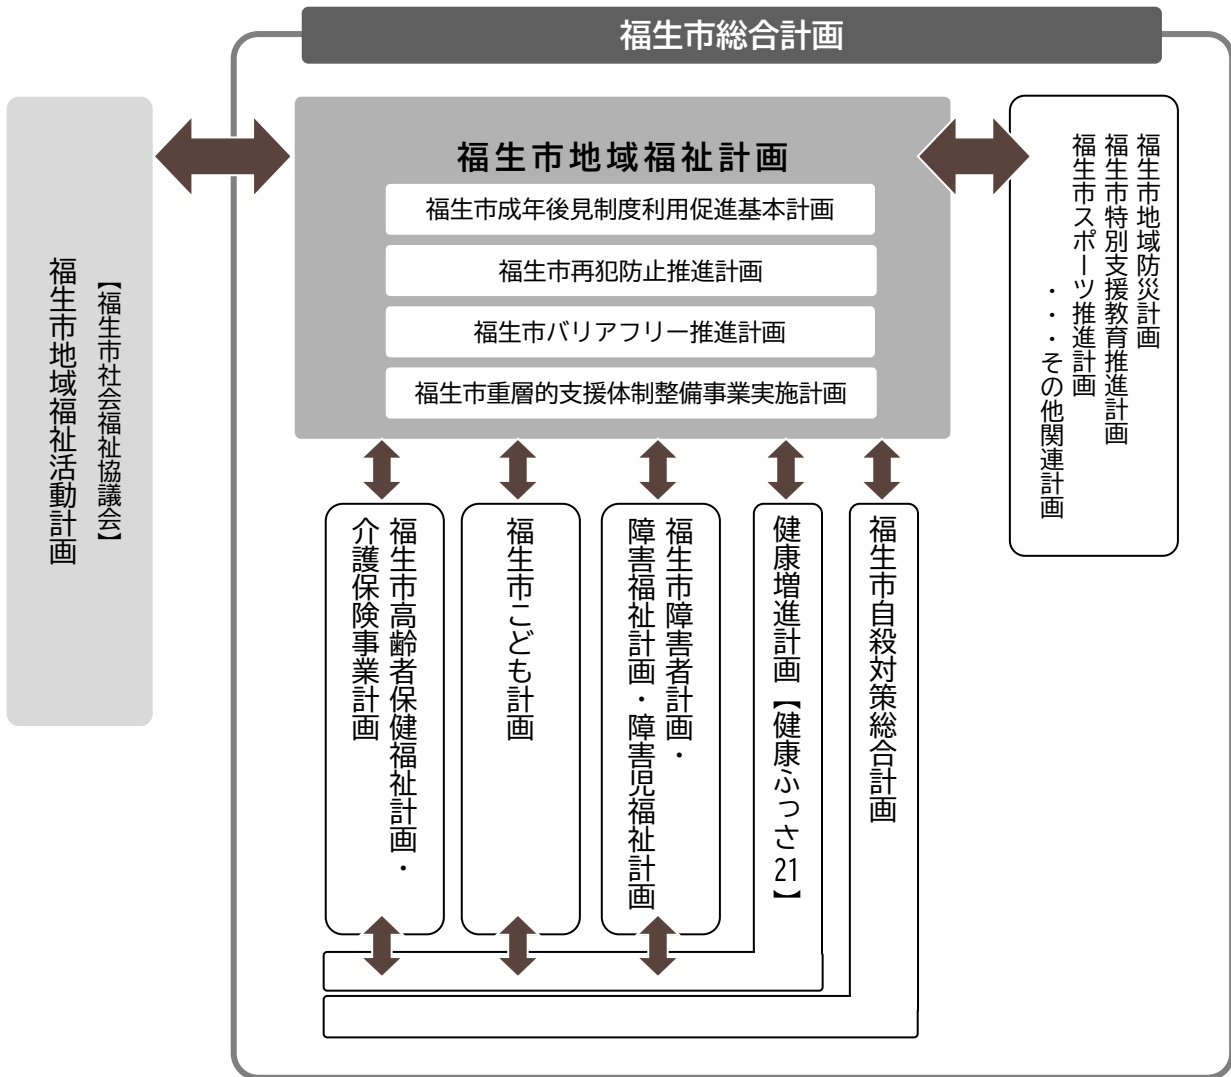 福生市総合計画
福生市地域福祉計画
福生市成年後見制度利用促進基本計画
福生市再犯防止推進計画
福生市バリアフリー推進計画
福生市重層的支援体制整備事業実施計画
【福生市社会福祉協議会】
福生市地域福祉活動計画
福生市地域防災計画
福生市特別支援教育推進計画
福生市スポーツ推進計画
・・・その他関連計画
福生市高齢者保健福祉計画・
介護保険事業計画
福生市こども計画
福生市障害者計画・
障害福祉計画・障害児福祉計画
健康増進計画【健康ふっさ21】
福生市自殺対策総合計画